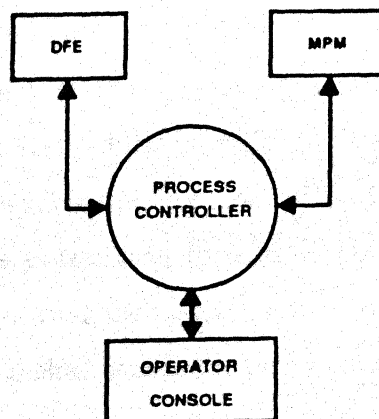 DFE
MPM
PROCESS
CONTROLLER
OPERATOR
CONSOLE